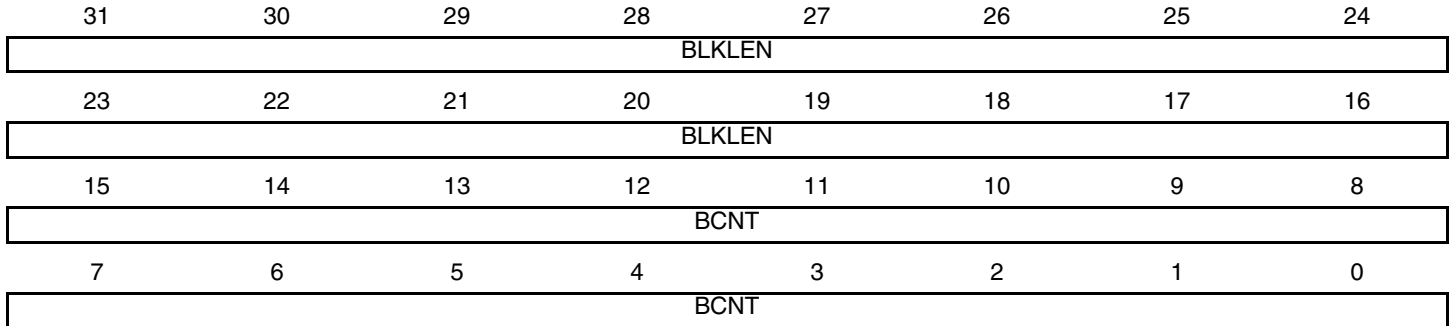 31 30 29 28 27 26 25 24
BLKLEN
23 22 21 20 19 18 17 16
BLKLEN
15 14 13 12 11 10 9 8
BCNT
7 6 5 4 3 2 1 0
BCNT